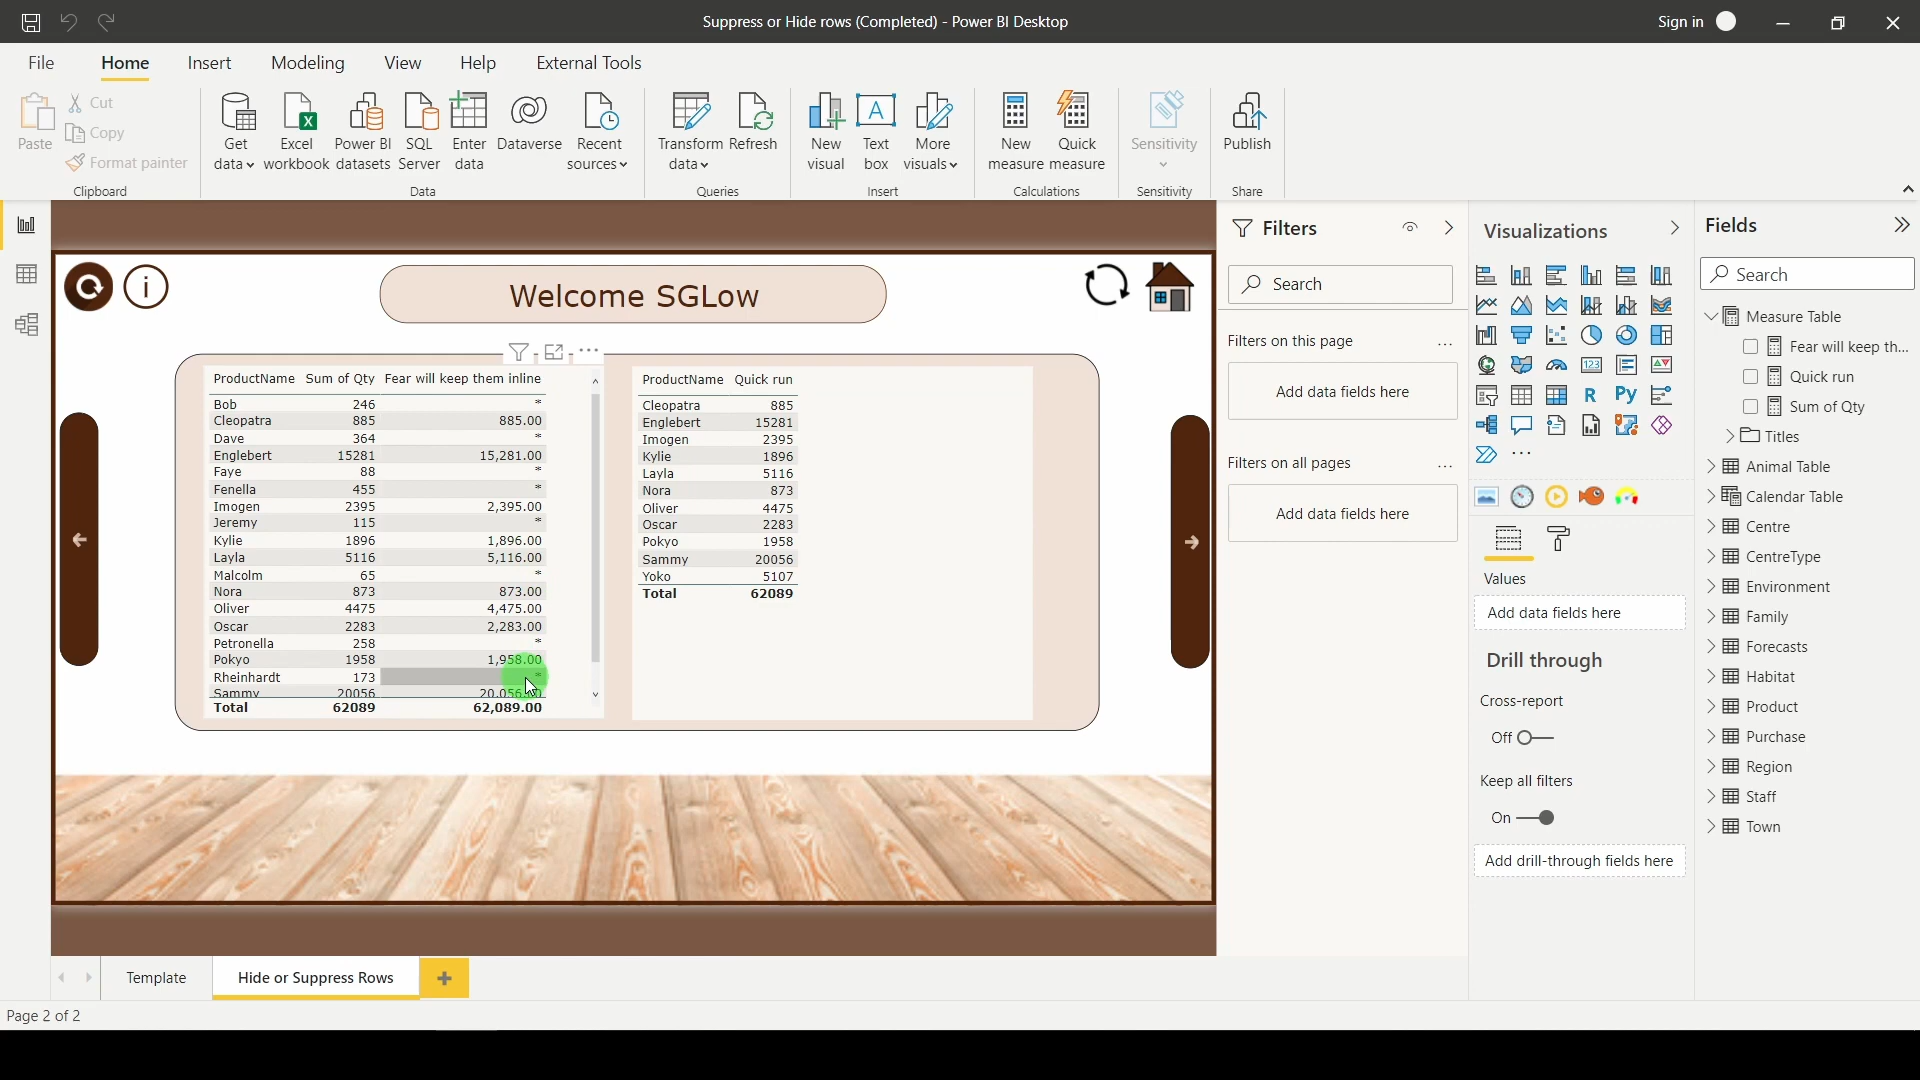 Suppress or Hide rows (Completed) - Power BI Desktop
Sign in
File Home Insert Modeling View Help External Tools
Paste
Cut
Copy
Format painter
Clipboard
Get data
Excel workbook
Power BI datasets
SQL Server
Enter data
Dataverse
Recent sources
Data
Transform data
Refresh
Queries
New visual
Text box
More visuals
Insert
New measure
Quick measure
Calculations
Sensitivity
Sensitivity
Publish
Share
Welcome SGLow
ProductName Sum of Qty Fear will keep them inline
Bob 246 *
Cleopatra 885 885.00
Dave 364 *
Englebert 15281 15,281.00
Faye 88 *
Fenella 455 *
Imogen 2395 2,395.00
Jeremy 115 *
Kylie 1896 1,896.00
Layla 5116 5,116.00
Malcolm 65 *
Nora 873 873.00
Oliver 4475 4,475.00
Oscar 2283 2,283.00
Petronella 258 *
Pokyo 1958 1,958.00
Rheinhardt 173 *
Sammy 20056 20,056.00
Total 62089 62,089.00
ProductName Quick run
Cleopatra 885
Englebert 15281
Imogen 2395
Kylie 1896
Layla 5116
Nora 873
Oliver 4475
Oscar 2283
Pokyo 1958
Sammy 20056
Yoko 5107
Total 62089
Filters
Search
Filters on this page ...
Add data fields here
Filters on all pages ...
Add data fields here
Visualizations
123
R Py
...
Values
Add data fields here
Drill through
Cross-report
Off
Keep all filters
On
Add drill-through fields here
Fields
Search
Measure Table
Fear will keep th...
Quick run
Sum of Qty
Titles
Animal Table
Calendar Table
Centre
CentreType
Environment
Family
Forecasts
Habitat
Product
Purchase
Region
Staff
Town
Template
Hide or Suppress Rows
+
Page 2 of 2